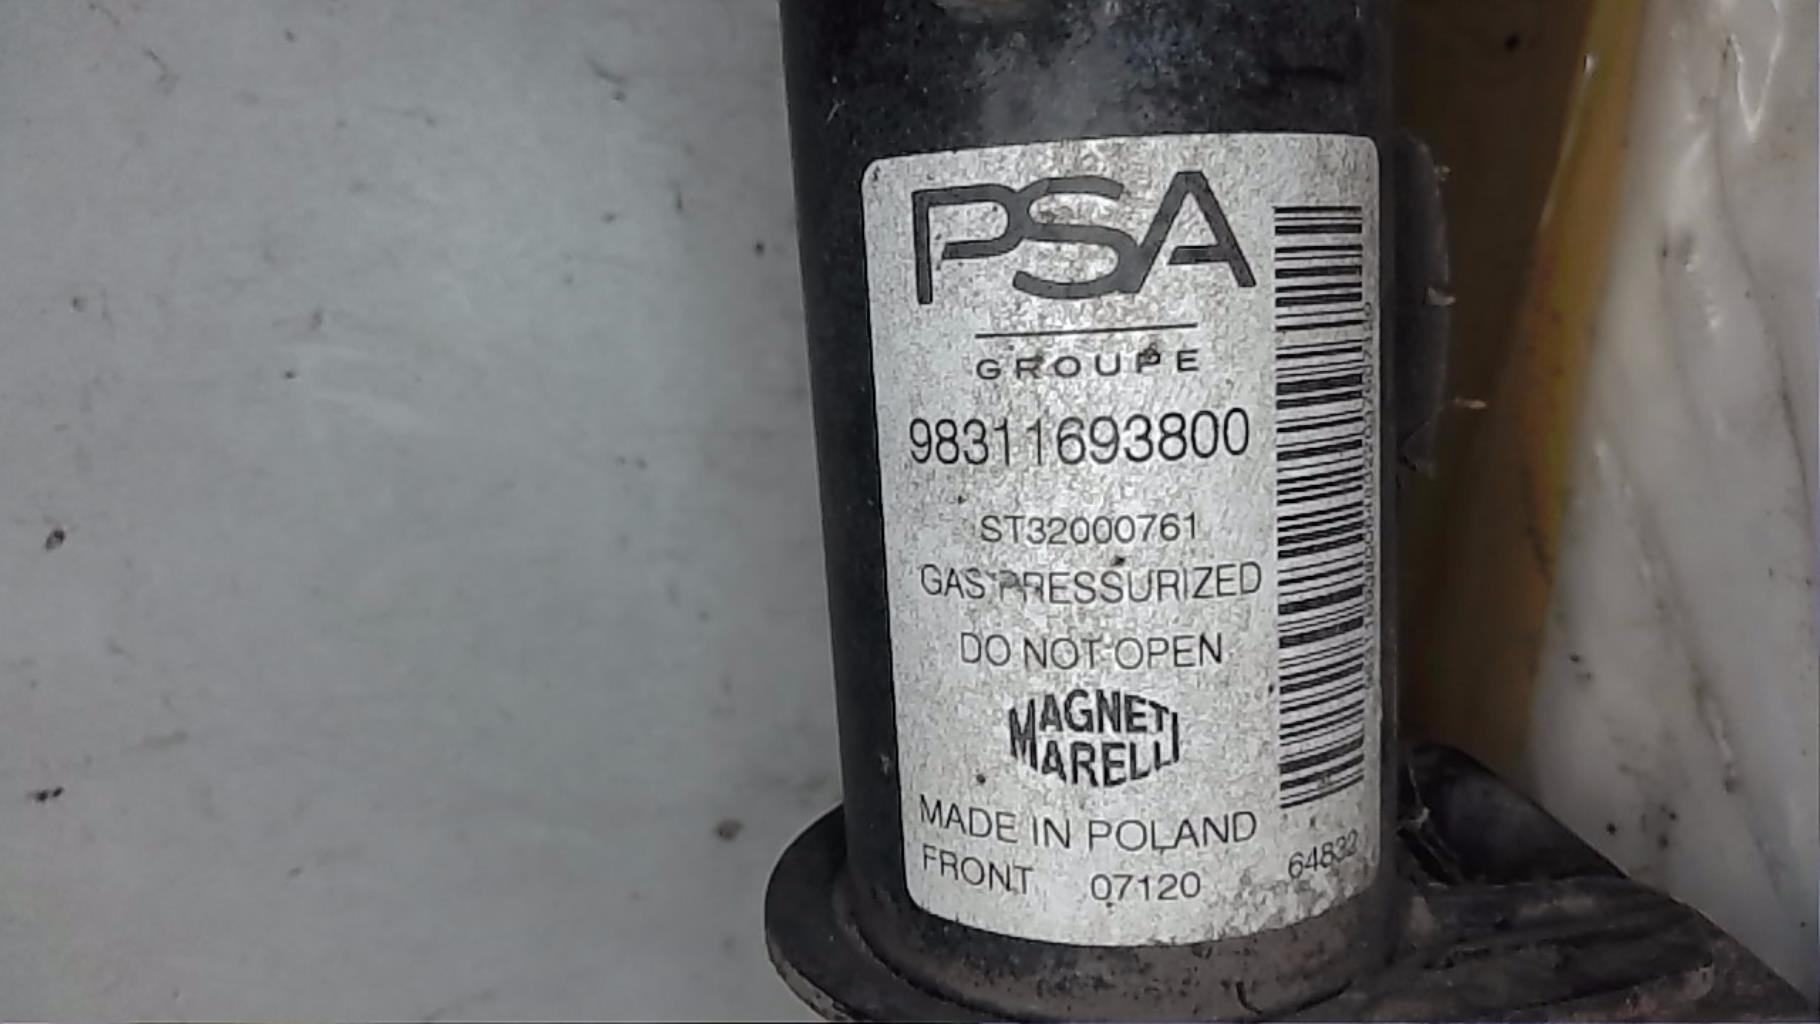 PSA
GROUPE
98311693800
ST32000761
GAS PRESSURIZED
DO NOT OPEN
MAGNETI
MARELLI
MADE IN POLAND
FRONT 07120
64832